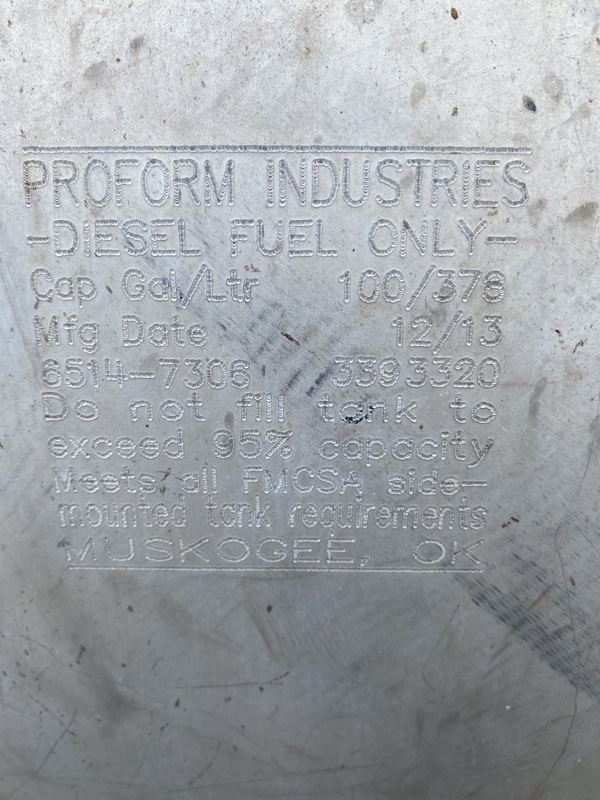 PROFORM INDUSTRIES
-DIESEL FUEL ONLY-
Cap Gal/Ltr 100/378
Mfg Date 12/13
6514-7306 3393320
Do not fill tank to
exceed 95% capacity
Meets all FMCSA side-
mounted tank requirements
MUSKOGEE, OK